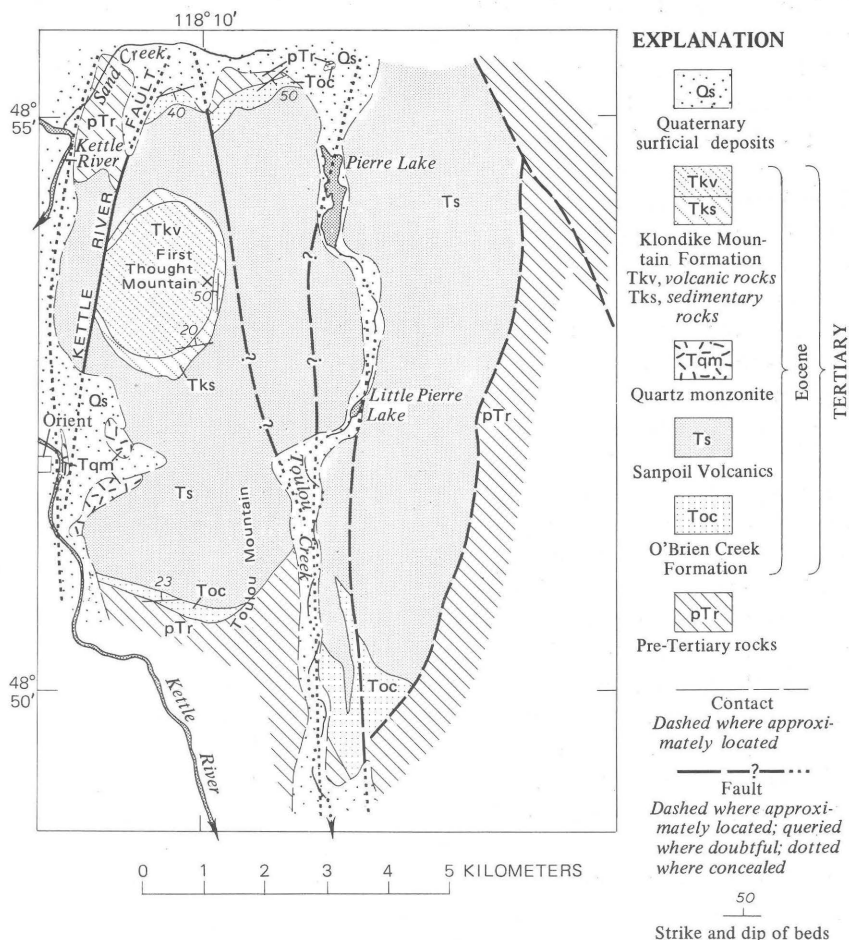 118°10′
EXPLANATION
Sand Creek
pTr
Qs
Toc
50
40
48°
55′
pTr
FAULT
Kettle
River
Pierre Lake
Ts
KETTLE RIVER
Tkv
First
Thought
Mountain
50
20
Tks
?
?
?
?
?
Little Pierre
Lake
pTr
Qs
Orient
Tqm
Ts
Toulou Mountain
Toulou Creek
23
Toc
pTr
48°
50′
Toc
Kettle River
0 1 2 3 4 5 KILOMETERS
Qs
Quaternary
surficial deposits
Tkv
Tks
Klondike Moun-
tain Formation
Tkv, volcanic rocks
Tks, sedimentary
rocks
Tqm
Quartz monzonite
Ts
Sanpoil Volcanics
Toc
O'Brien Creek
Formation
Eocene
TERTIARY
pTr
Pre-Tertiary rocks
Contact
Dashed where approxi-
mately located
?
Fault
Dashed where approxi-
mately located; queried
where doubtful; dotted
where concealed
50
Strike and dip of beds